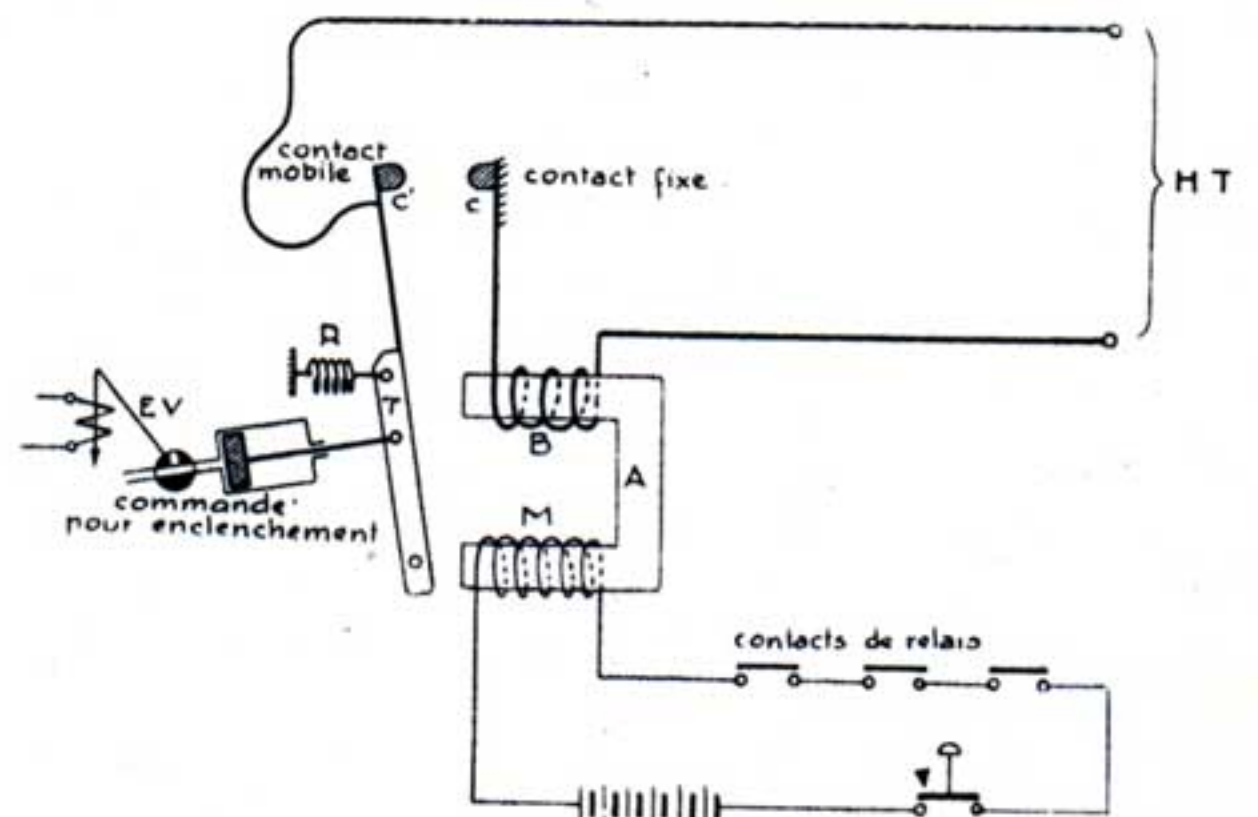 contact
mobile
C'
C
contact fixe
H T
R
EV
T
B
A
M
commande
pour enclenchement
contacts de relais